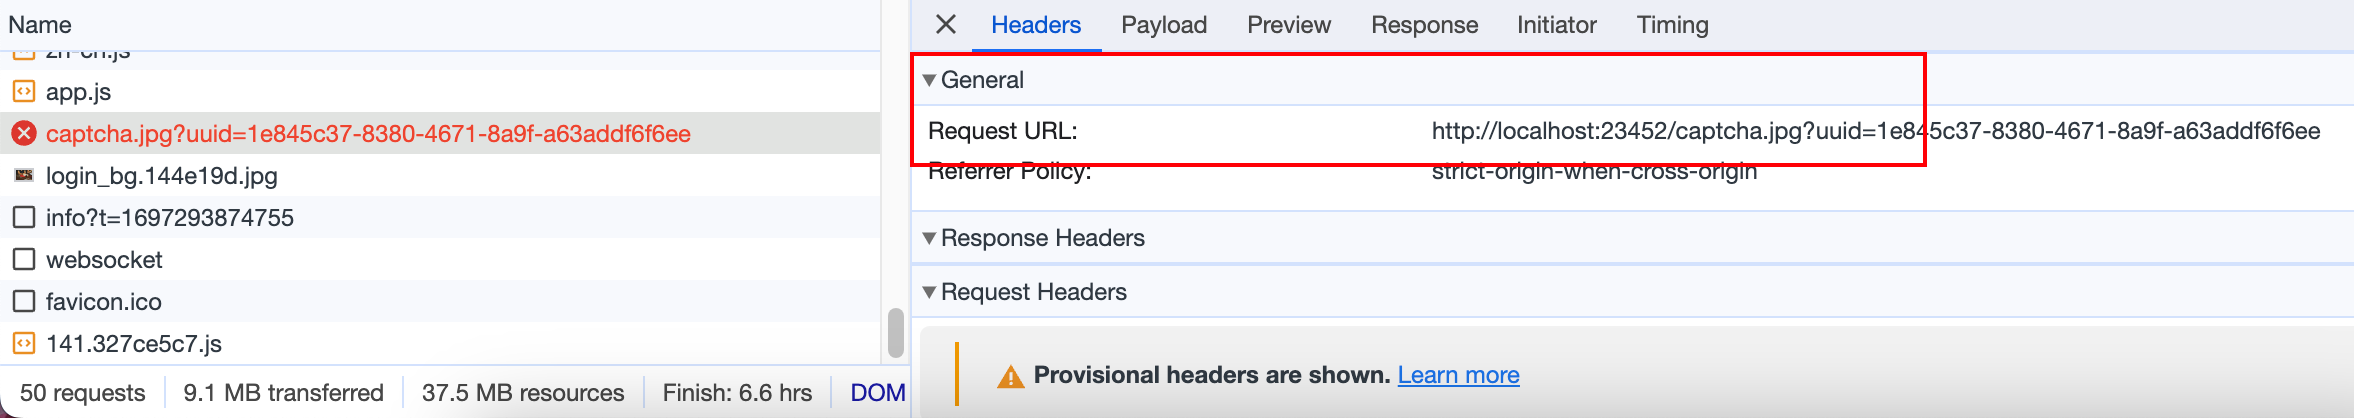 Name
zh-cn.js
app.js
captcha.jpg?uuid=1e845c37-8380-4671-8a9f-a63addf6f6ee
login_bg.144e19d.jpg
info?t=1697293874755
websocket
favicon.ico
141.327ce5c7.js
50 requests 9.1 MB transferred 37.5 MB resources Finish: 6.6 hrs DOM
Headers Payload Preview Response Initiator Timing
General
Request URL: http://localhost:23452/captcha.jpg?uuid=1e845c37-8380-4671-8a9f-a63addf6f6ee
Referrer Policy: strict-origin-when-cross-origin
Response Headers
Request Headers
Provisional headers are shown. Learn more